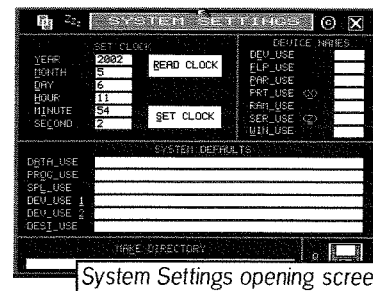 Zzz SYSTEM SETTINGS © X
SET CLOCK
YEAR 2002
MONTH 5
DAY 6
HOUR 11
MINUTE 54
SECOND 2
READ CLOCK
SET CLOCK
DEVICE NAMES
DEV_USE
FLP_USE
PAR_USE
PRT_USE
RAM_USE
SER_USE
WIN_USE
SYSTEM DEFAULTS
DATA_USE
PROG_USE
SPL_USE
DEV_USE 1
DEV_USE 2
DEST_USE
MAKE DIRECTORY
System Settings opening scree